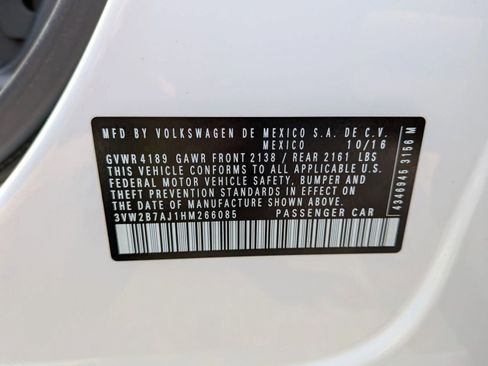 MFD BY VOLKSWAGEN DE MEXICO S.A. DE C.V.
MEXICO 10/16
GVWR 4189 GAWR FRONT 2138 / REAR 2161 LBS
THIS VEHICLE CONFORMS TO ALL APPLICABLE U.S.
FEDERAL MOTOR VEHICLE SAFETY, BUMPER AND
THEFT PREVENTION STANDARDS IN EFFECT ON
THE DATE OF MANUFACTURE SHOWN ABOVE.
3VW2B7AJ1HM266085 PASSENGER CAR
4346945 3156 M